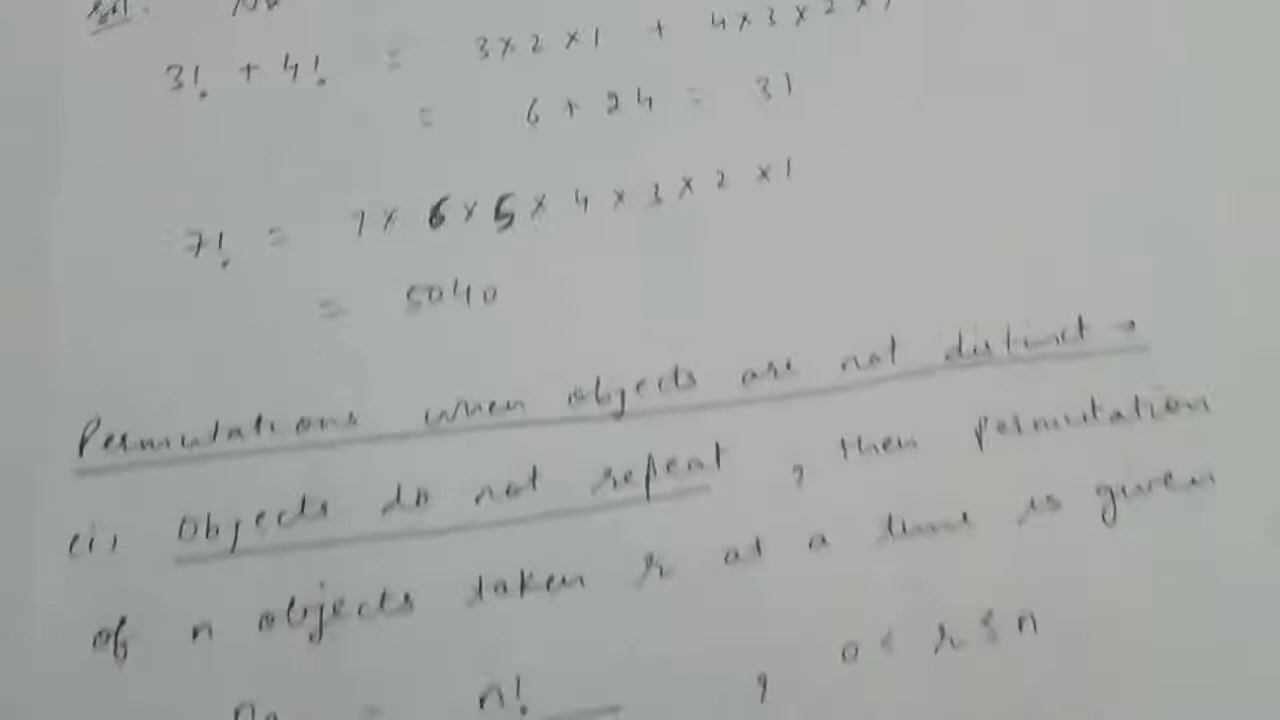 3! + 4! = 3 × 2 × 1 + 4 × 3 × 2 × 1
= 6 + 24 = 31
7! = 7 × 6 × 5 × 4 × 3 × 2 × 1
= 5040
Permutations when objects are not distinct →
(i) Objects do not repeat, then permutation
of n objects taken r at a time is given
n! , 0 < r ≤ n